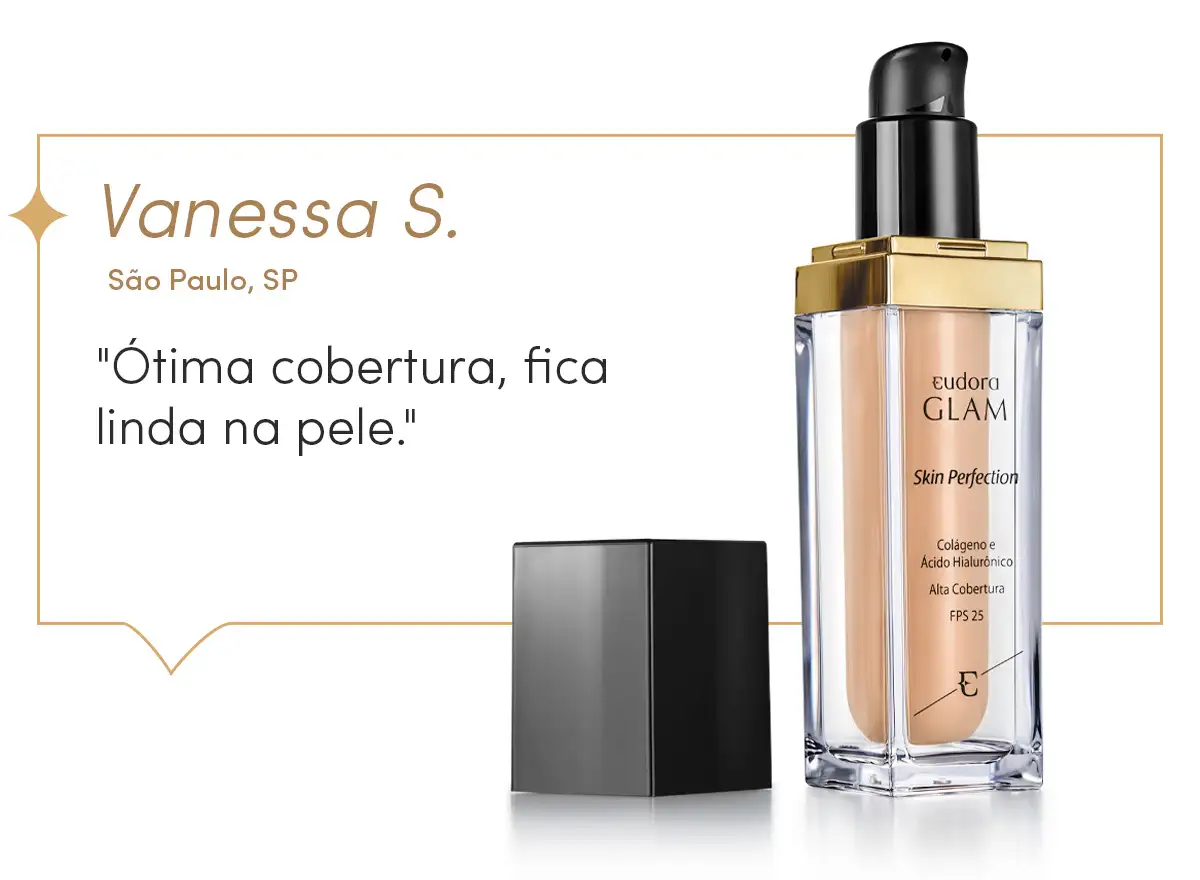 Vanessa S.
São Paulo, SP
"Ótima cobertura, fica
linda na pele."
eudora
GLAM
Skin Perfection
Colágeno e
Ácido Hialurônico
Alta Cobertura
FPS 25
E